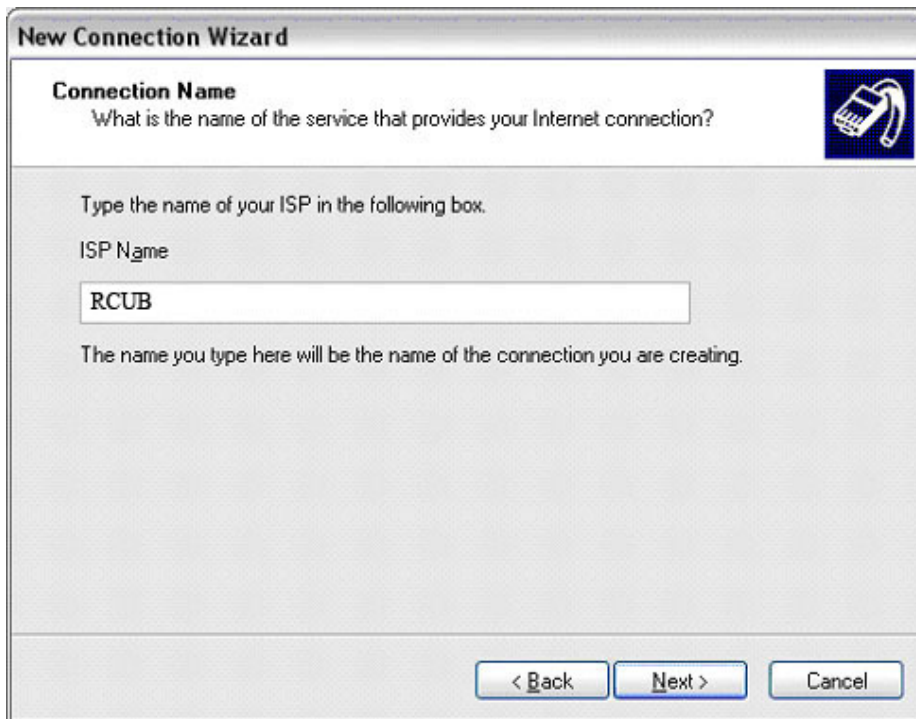 New Connection Wizard
Connection Name
What is the name of the service that provides your Internet connection?
Type the name of your ISP in the following box.
ISP Name
RCUB
The name you type here will be the name of the connection you are creating.
< Back
Next >
Cancel